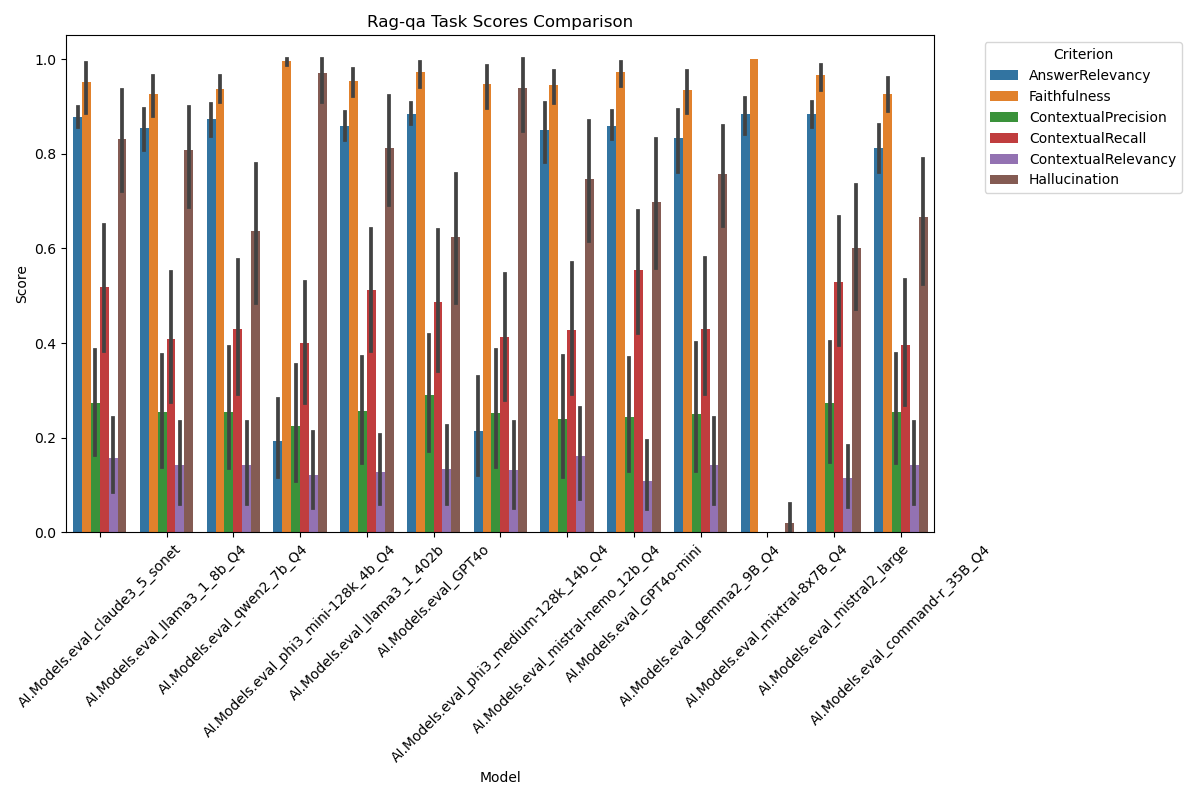 Rag-qa Task Scores Comparison
Score
1.0
0.8
0.6
0.4
0.2
0.0
AI.Models.eval_claude3_5_sonet
AI.Models.eval_llama3_1_8b_Q4
AI.Models.eval_qwen2_7b_Q4
AI.Models.eval_phi3_mini-128k_4b_Q4
AI.Models.eval_llama3_1_402b
AI.Models.eval_GPT4o
AI.Models.eval_phi3_medium-128k_14b_Q4
AI.Models.eval_mistral-nemo_12b_Q4
AI.Models.eval_GPT4o-mini
AI.Models.eval_gemma2_9B_Q4
AI.Models.eval_mixtral-8x7B_Q4
AI.Models.eval_mistral2_large
AI.Models.eval_command-r_35B_Q4
Model
Criterion
AnswerRelevancy
Faithfulness
ContextualPrecision
ContextualRecall
ContextualRelevancy
Hallucination